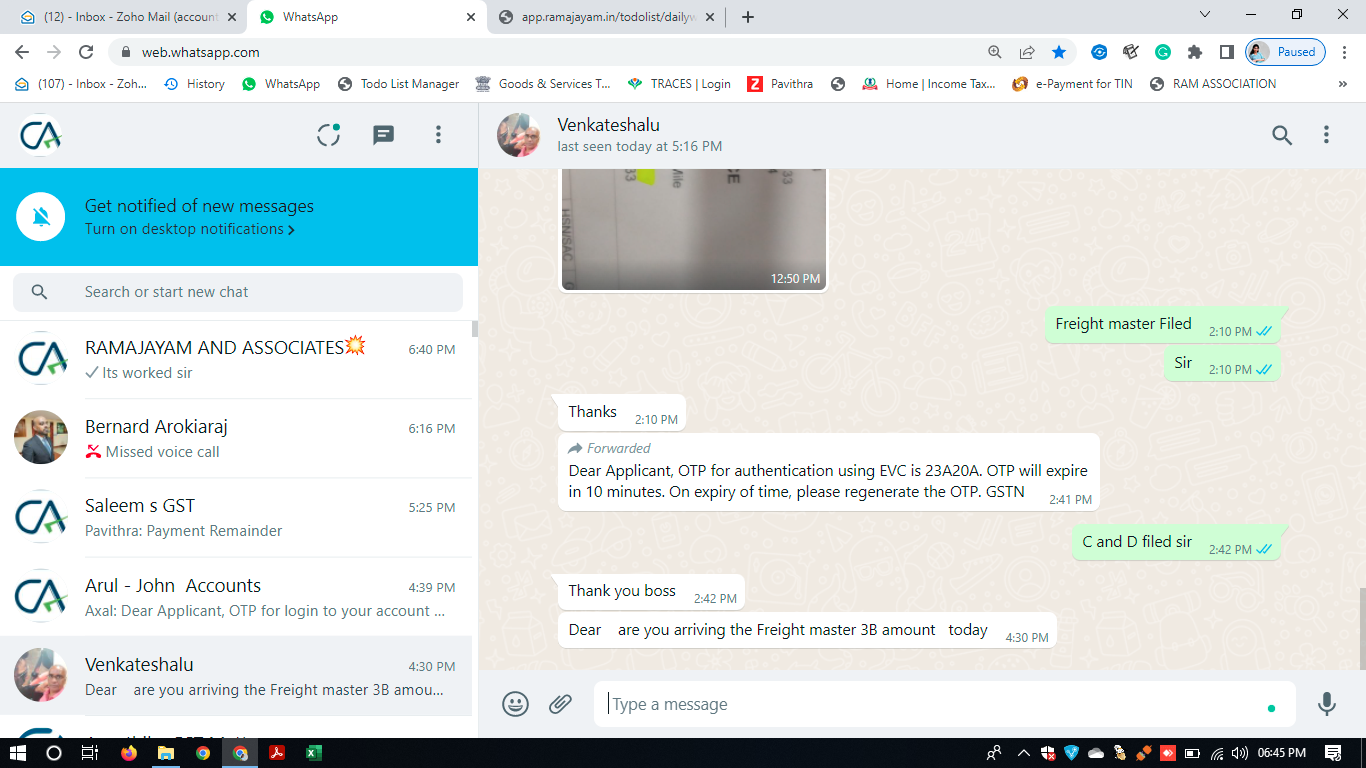 (12) - Inbox - Zoho Mail (account
WhatsApp
app.ramajayam.in/todolist/dailyw
web.whatsapp.com
Paused
(107) - Inbox - Zoh...
History
WhatsApp
Todo List Manager
Goods & Services T...
TRACES | Login
Pavithra
Home | Income Tax...
e-Payment for TIN
RAM ASSOCIATION
»
Get notified of new messages
Turn on desktop notifications >
Search or start new chat
RAMAJAYAM AND ASSOCIATES💥 6:40 PM
Its worked sir
Bernard Arokiaraj 6:16 PM
Missed voice call
Saleem s GST 5:25 PM
Pavithra: Payment Remainder
Arul - John Accounts 4:39 PM
Axal: Dear Applicant, OTP for login to your account ...
Venkateshalu 4:30 PM
Dear are you arriving the Freight master 3B amou...
Venkateshalu
last seen today at 5:16 PM
HSN/SAC
12:50 PM
Freight master Filed 2:10 PM
Sir 2:10 PM
Thanks 2:10 PM
Forwarded
Dear Applicant, OTP for authentication using EVC is 23A20A. OTP will expire
in 10 minutes. On expiry of time, please regenerate the OTP. GSTN 2:41 PM
C and D filed sir 2:42 PM
Thank you boss 2:42 PM
Dear are you arriving the Freight master 3B amount today 4:30 PM
Type a message
06:45 PM